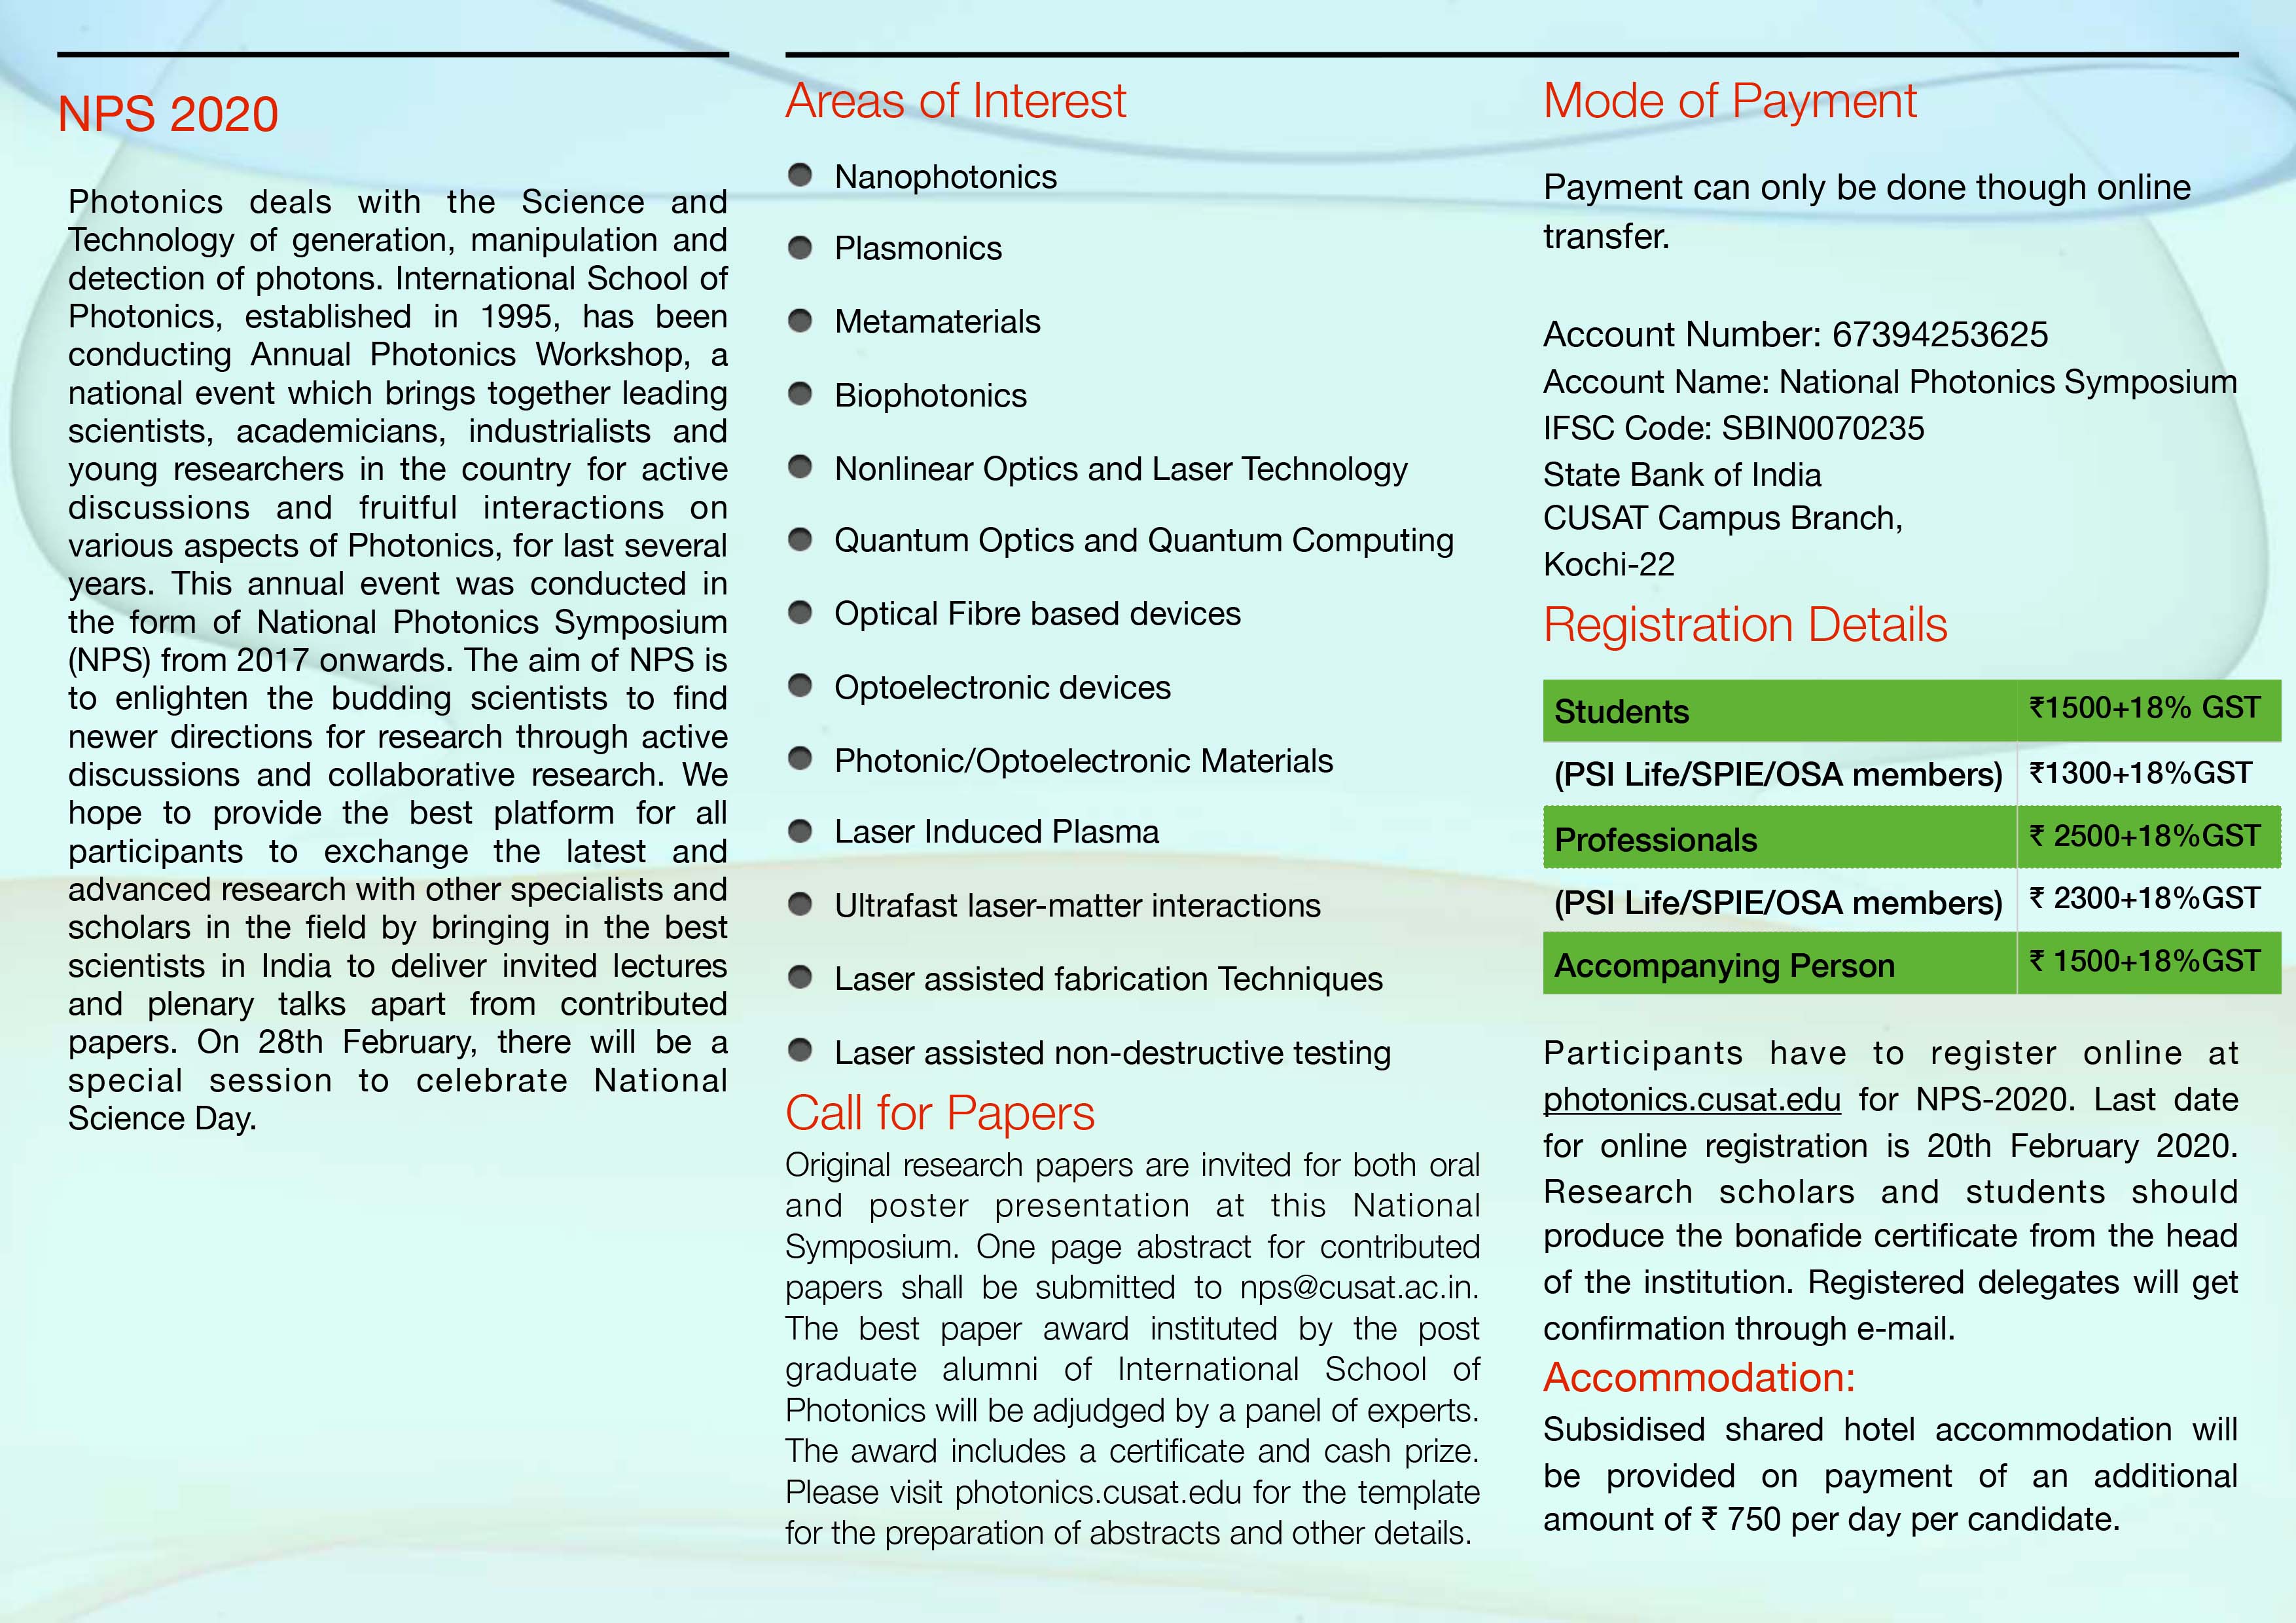 NPS 2020
Photonics deals with the Science and
Technology of generation, manipulation and
detection of photons. International School of
Photonics, established in 1995, has been
conducting Annual Photonics Workshop, a
national event which brings together leading
scientists, academicians, industrialists and
young researchers in the country for active
discussions and fruitful interactions on
various aspects of Photonics, for last several
years. This annual event was conducted in
the form of National Photonics Symposium
(NPS) from 2017 onwards. The aim of NPS is
to enlighten the budding scientists to find
newer directions for research through active
discussions and collaborative research. We
hope to provide the best platform for all
participants to exchange the latest and
advanced research with other specialists and
scholars in the field by bringing in the best
scientists in India to deliver invited lectures
and plenary talks apart from contributed
papers. On 28th February, there will be a
special session to celebrate National
Science Day.
Areas of Interest
● Nanophotonics
● Plasmonics
● Metamaterials
● Biophotonics
● Nonlinear Optics and Laser Technology
● Quantum Optics and Quantum Computing
● Optical Fibre based devices
● Optoelectronic devices
● Photonic/Optoelectronic Materials
● Laser Induced Plasma
● Ultrafast laser-matter interactions
● Laser assisted fabrication Techniques
● Laser assisted non-destructive testing
Call for Papers
Original research papers are invited for both oral
and poster presentation at this National
Symposium. One page abstract for contributed
papers shall be submitted to nps@cusat.ac.in.
The best paper award instituted by the post
graduate alumni of International School of
Photonics will be adjudged by a panel of experts.
The award includes a certificate and cash prize.
Please visit photonics.cusat.edu for the template
for the preparation of abstracts and other details.
Mode of Payment
Payment can only be done though online
transfer.
Account Number: 67394253625
Account Name: National Photonics Symposium
IFSC Code: SBIN0070235
State Bank of India
CUSAT Campus Branch,
Kochi-22
Registration Details
Students ₹1500+18% GST
(PSI Life/SPIE/OSA members) ₹1300+18%GST
Professionals ₹ 2500+18%GST
(PSI Life/SPIE/OSA members) ₹ 2300+18%GST
Accompanying Person ₹ 1500+18%GST
Participants have to register online at
photonics.cusat.edu for NPS-2020. Last date
for online registration is 20th February 2020.
Research scholars and students should
produce the bonafide certificate from the head
of the institution. Registered delegates will get
confirmation through e-mail.
Accommodation:
Subsidised shared hotel accommodation will
be provided on payment of an additional
amount of ₹ 750 per day per candidate.